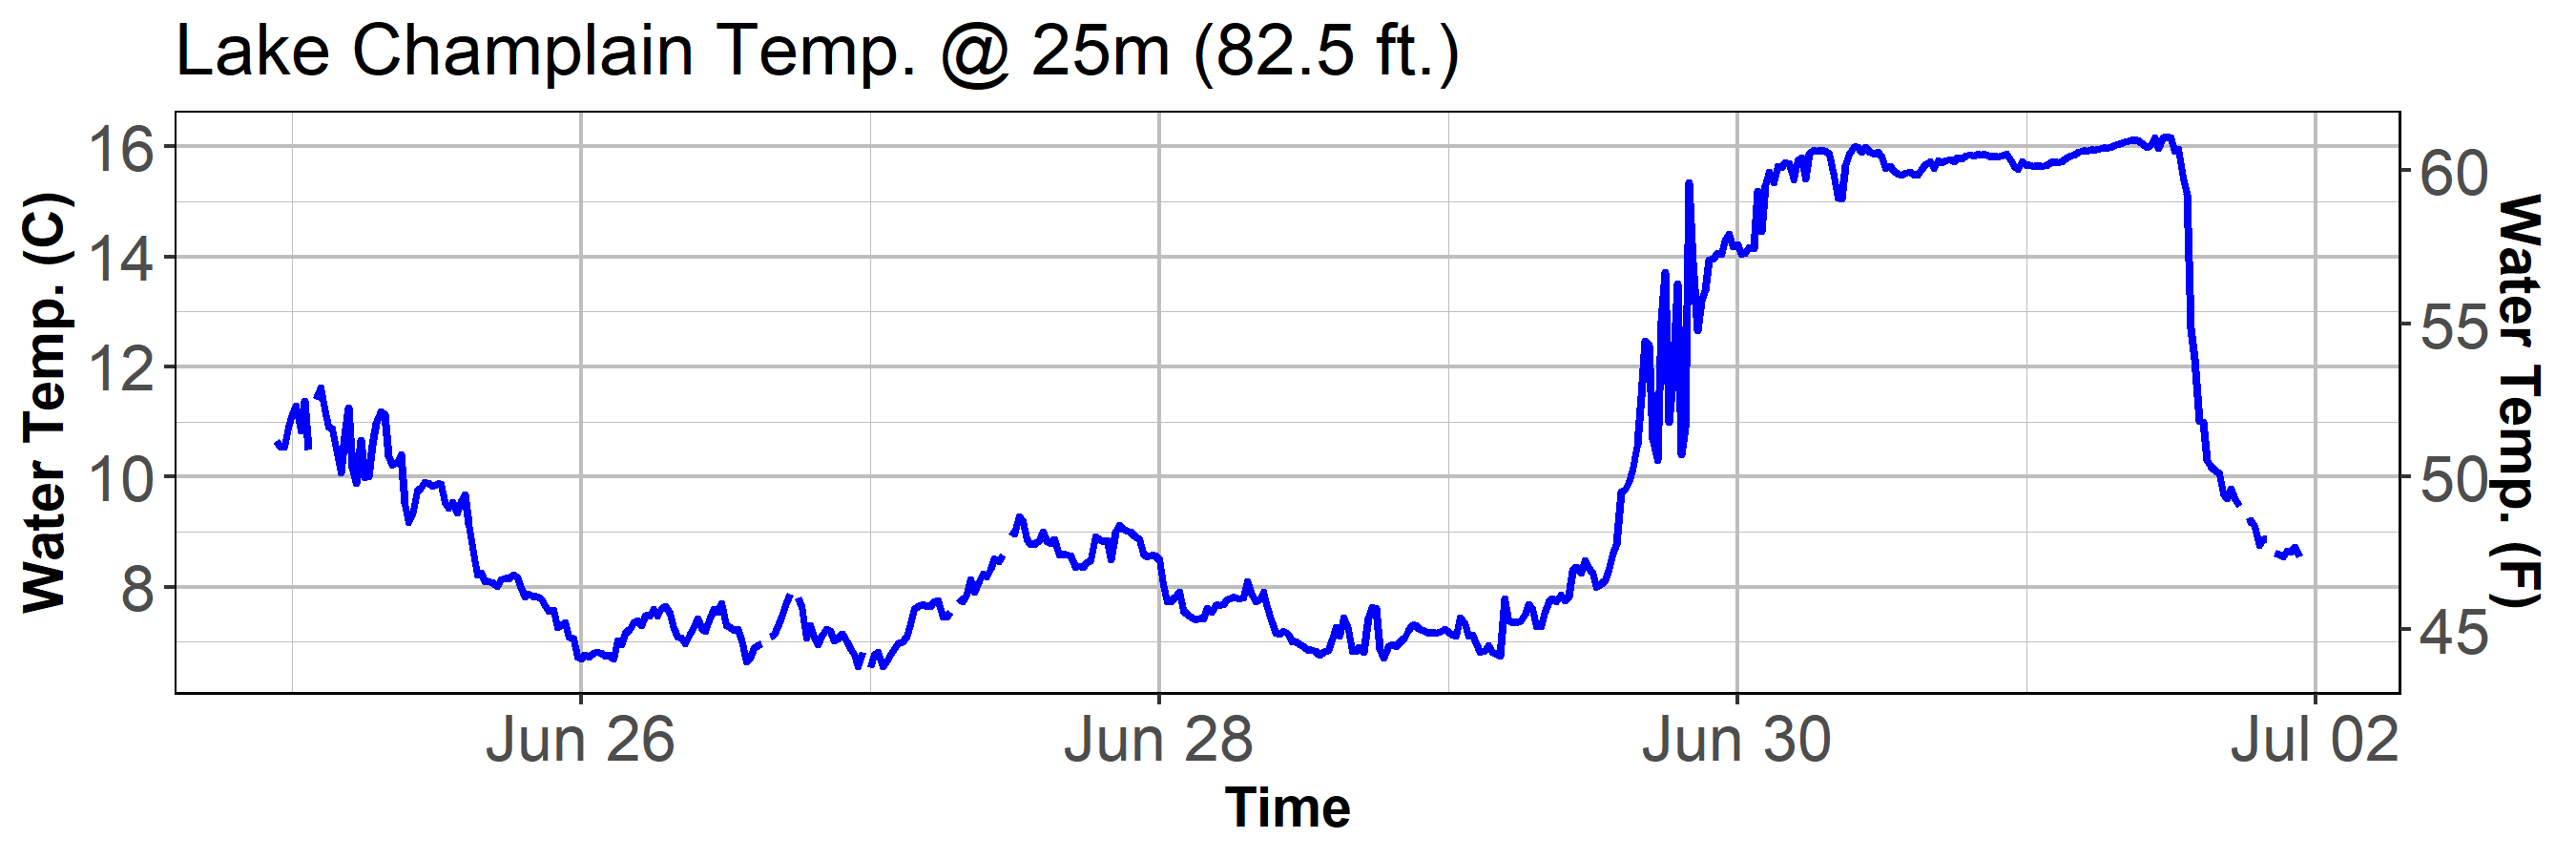 Lake Champlain Temp. @ 25m (82.5 ft.)
Water Temp. (C)
16
14
12
10
8
60
55
50
45
Water Temp. (F)
Jun 26
Jun 28
Jun 30
Jul 02
Time